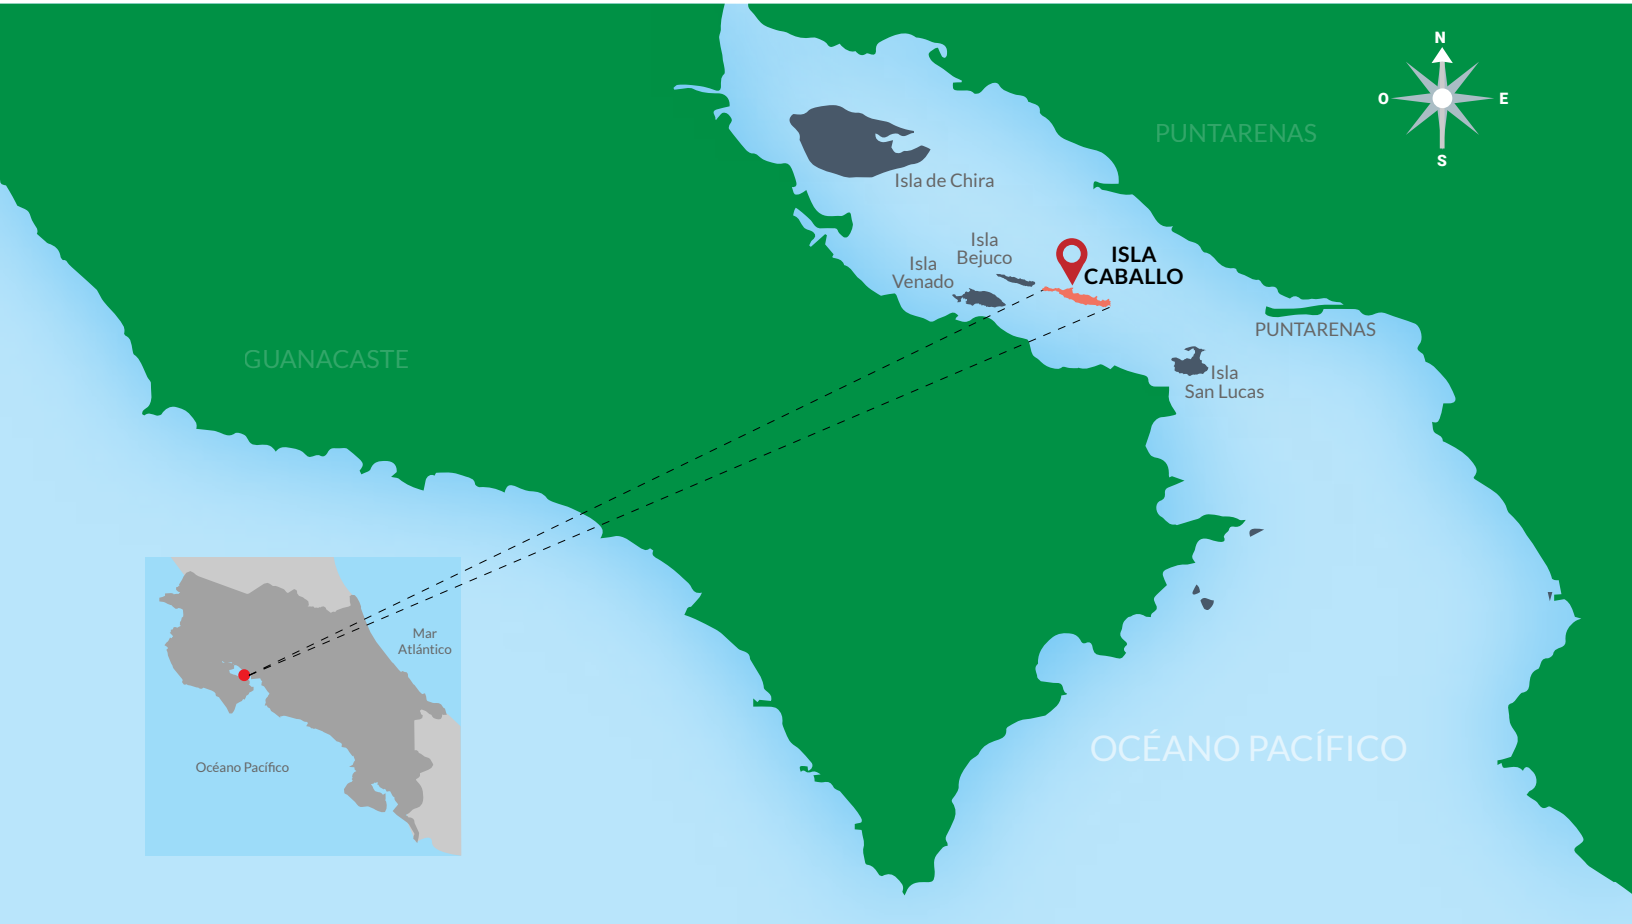 N
O
E
S
PUNTARENAS
Isla de Chira
Isla
Bejuco
Isla
Venado
ISLA
CABALLO
PUNTARENAS
GUANACASTE
Isla
San Lucas
Mar
Atlántico
Océano Pacífico
OCÉANO PACÍFICO